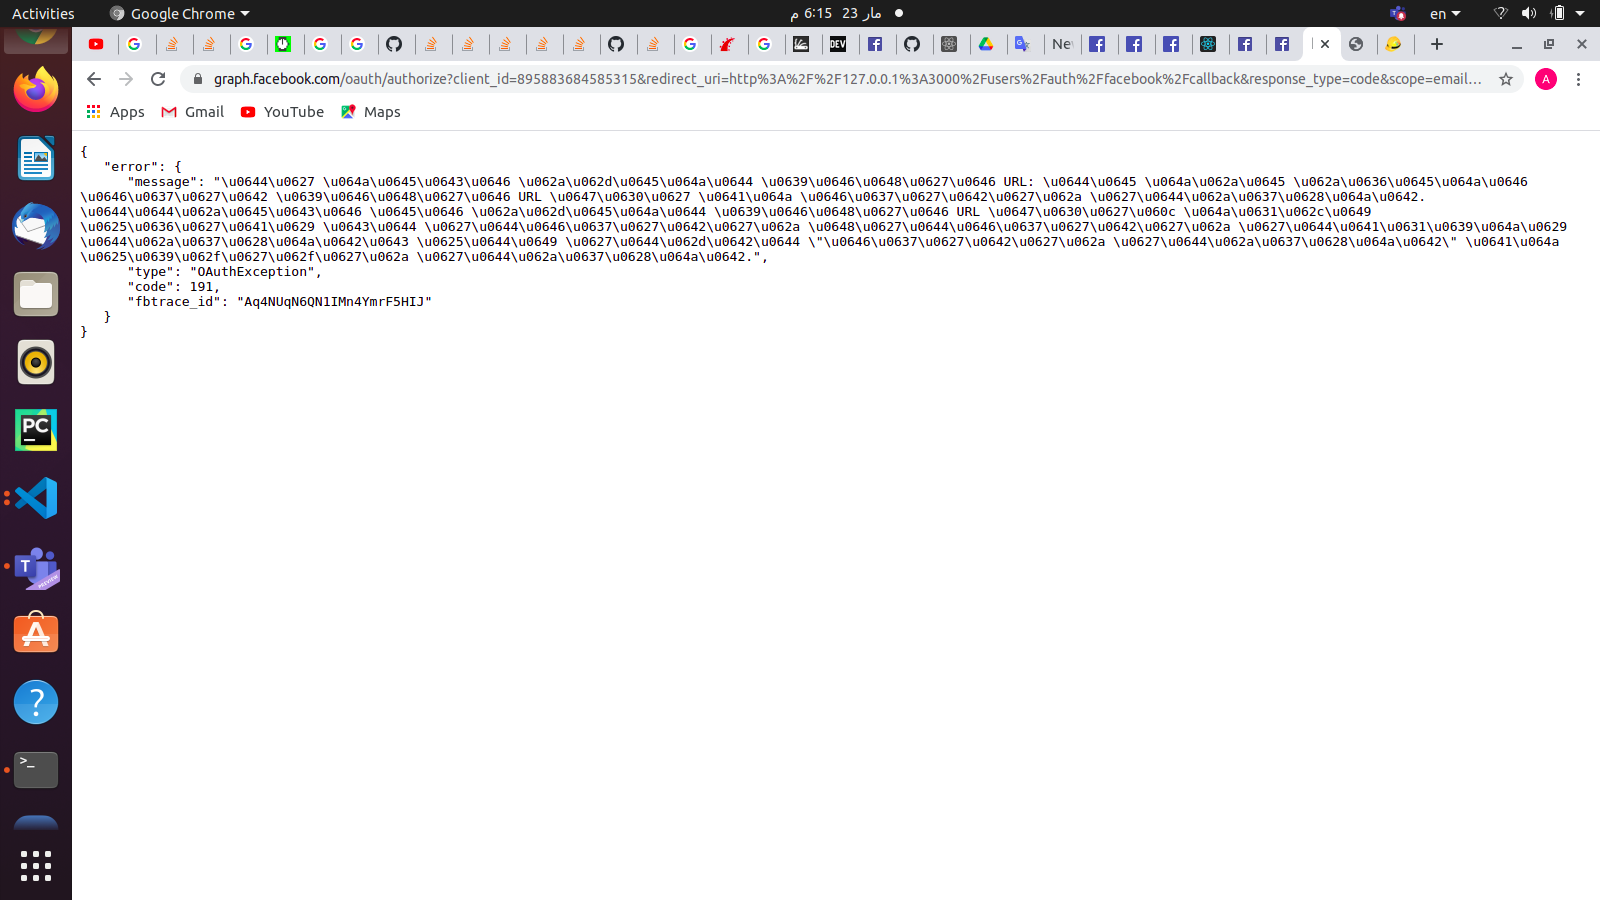 Activities
Google Chrome
6:15 م
23 مار
en
Ne
DEV
graph.facebook.com/oauth/authorize?client_id=895883684585315&redirect_uri=http%3A%2F%2F127.0.0.1%3A3000%2Fusers%2Fauth%2Ffacebook%2Fcallback&response_type=code&scope=email...
A
Apps
Gmail
YouTube
Maps
{
"error": {
"message": "\u0644\u0627 \u064a\u0645\u0643\u0646 \u062a\u062d\u0645\u064a\u0644 \u0639\u0646\u0648\u0627\u0646 URL: \u0644\u0645 \u064a\u062a\u0645 \u062a\u0636\u0645\u064a\u0646
\u0646\u0637\u0627\u0642 \u0639\u0646\u0648\u0627\u0646 URL \u0647\u0630\u0627 \u0641\u064a \u0646\u0637\u0627\u0642\u0627\u062a \u0627\u0644\u062a\u0637\u0628\u064a\u0642.
\u0644\u0644\u062a\u0645\u0643\u0646 \u0645\u0646 \u062a\u062d\u0645\u064a\u0644 \u0639\u0646\u0648\u0627\u0646 URL \u0647\u0630\u0627\u060c \u064a\u0631\u062c\u0649
\u0625\u0636\u0627\u0641\u0629 \u0643\u0644 \u0627\u0644\u0646\u0637\u0627\u0642\u0627\u062a \u0648\u0627\u0644\u0646\u0637\u0627\u0642\u0627\u062a \u0627\u0644\u0641\u0631\u0639\u064a\u0629
\u0644\u062a\u0637\u0628\u064a\u0642\u0643 \u0625\u0644\u0649 \u0627\u0644\u062d\u0642\u0644 \"\u0646\u0637\u0627\u0642\u0627\u062a \u0627\u0644\u062a\u0637\u0628\u064a\u0642\" \u0641\u064a
\u0625\u0639\u062f\u0627\u062f\u0627\u062a \u0627\u0644\u062a\u0637\u0628\u064a\u0642.",
"type": "OAuthException",
"code": 191,
"fbtrace_id": "Aq4NUqN6QN1IMn4YmrF5HIJ"
}
}
PC
T
PREVIEW